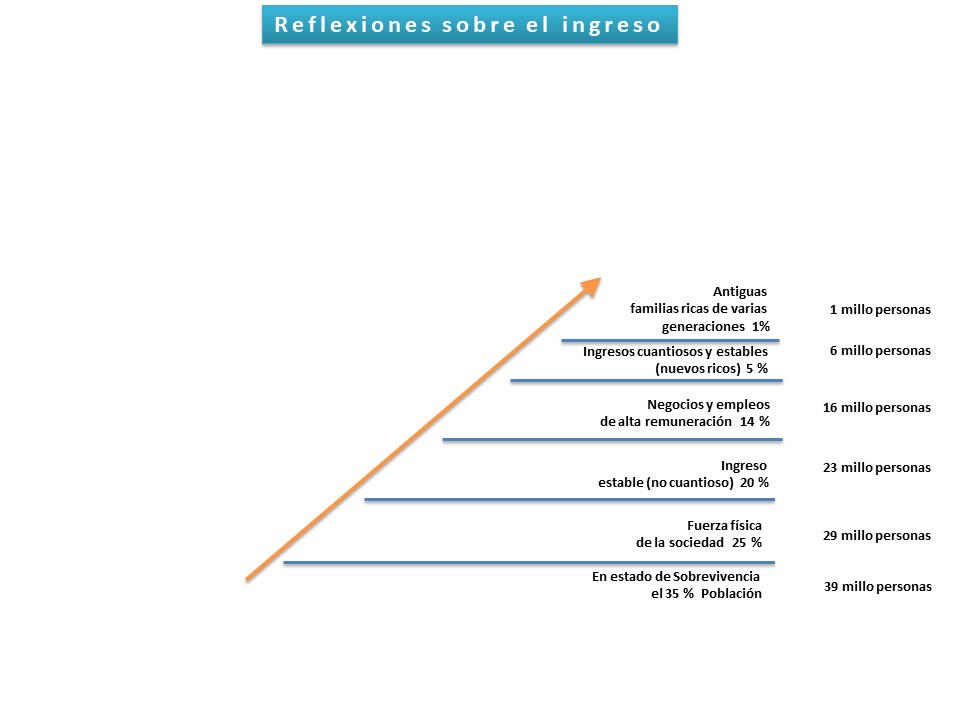 Reflexiones sobre el ingreso
Antiguas
familias ricas de varias
generaciones 1%
1 millo personas
Ingresos cuantiosos y estables
(nuevos ricos) 5 %
6 millo personas
Negocios y empleos
de alta remuneración 14 %
16 millo personas
Ingreso
estable (no cuantioso) 20 %
23 millo personas
Fuerza física
de la sociedad 25 %
29 millo personas
En estado de Sobrevivencia
el 35 % Población
39 millo personas